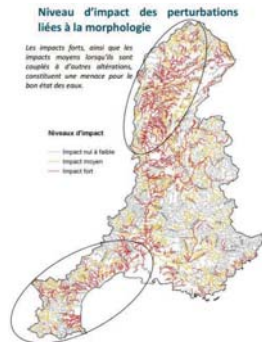 Niveau d'impact des perturbations
liées à la morphologie
Les impacts forts, ainsi que les
impacts moyens lorsqu'ils sont
couplés à d'autres altérations,
constituent une menace pour le
bon état des eaux.
Niveaux d'impact
Impact nul à faible
Impact moyen
Impact fort